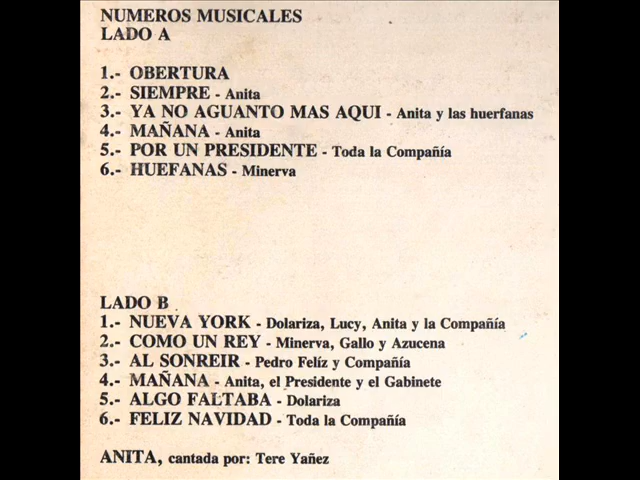 NUMEROS MUSICALES
LADO A
1.- OBERTURA
2.- SIEMPRE - Anita
3.- YA NO AGUANTO MAS AQUI - Anita y las huerfanas
4.- MAÑANA - Anita
5.- POR UN PRESIDENTE - Toda la Compañía
6.- HUEFANAS - Minerva
LADO B
1.- NUEVA YORK - Dolariza, Lucy, Anita y la Compañía
2.- COMO UN REY - Minerva, Gallo y Azucena
3.- AL SONREIR - Pedro Felíz y Compañía
4.- MAÑANA - Anita, el Presidente y el Gabinete
5.- ALGO FALTABA - Dolariza
6.- FELIZ NAVIDAD - Toda la Compañía
ANITA, cantada por: Tere Yañez